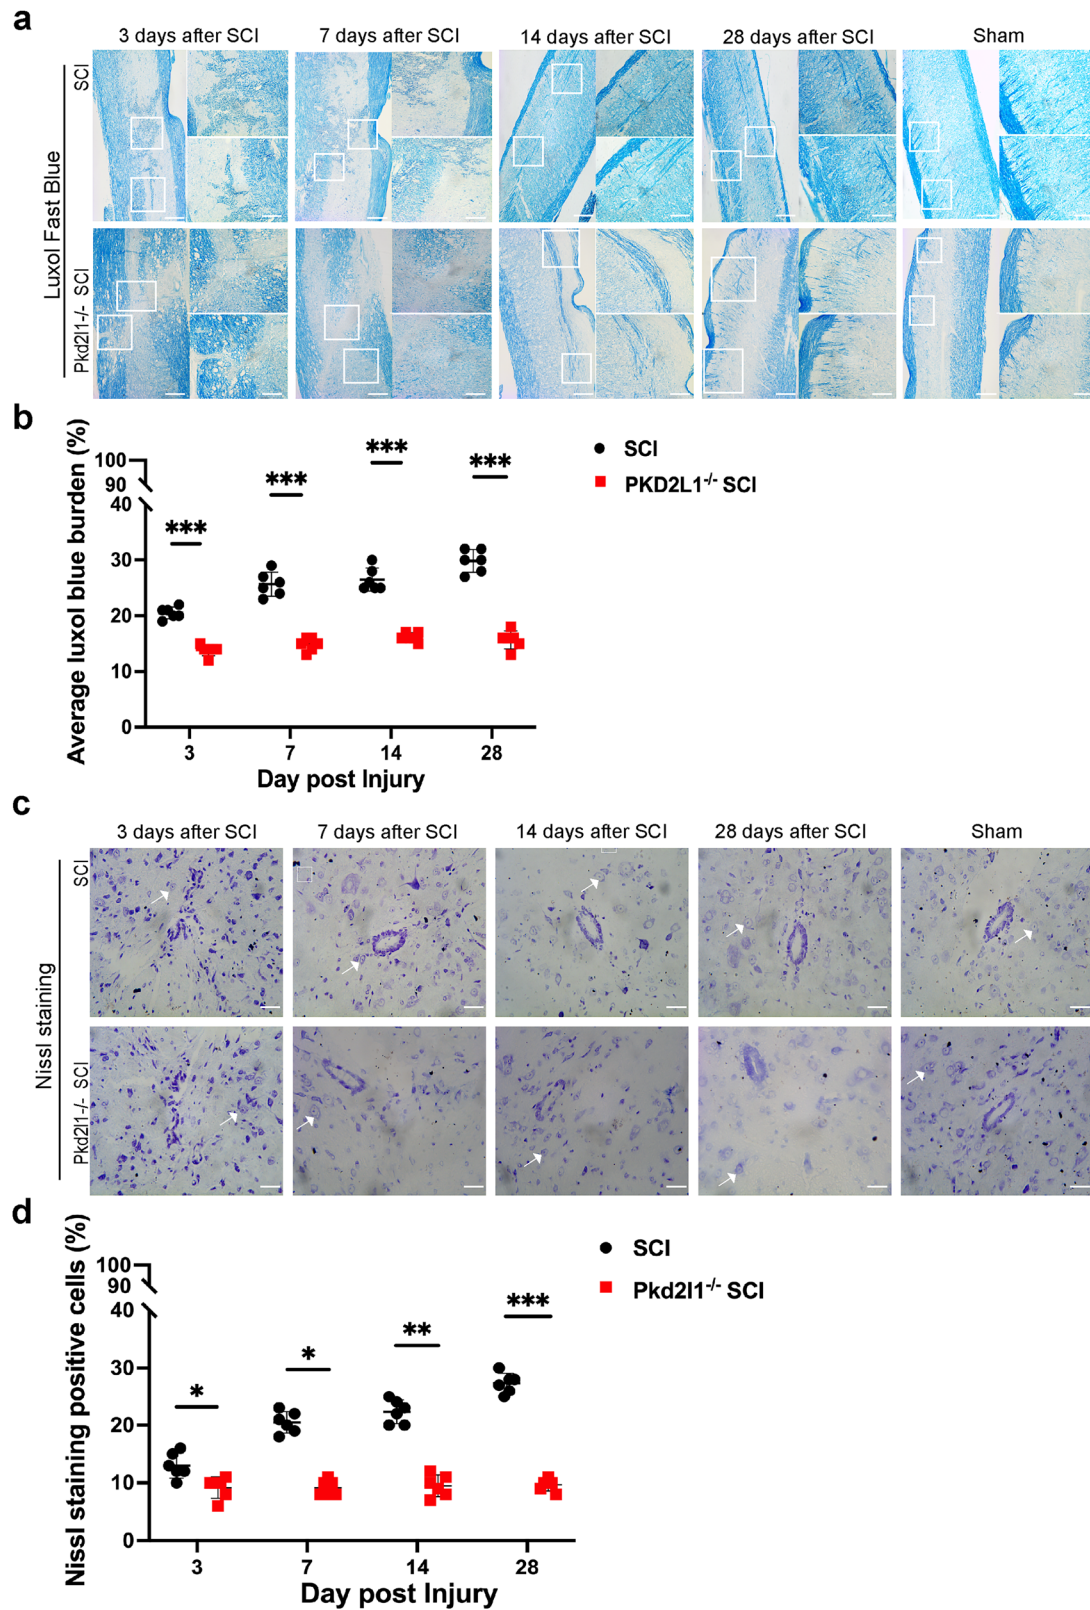 a
3 days after SCI
7 days after SCI
14 days after SCI
28 days after SCI
Sham
Luxol Fast Blue
SCI
Pkd2l1-/- SCI
b
Average luxol blue burden (%)
100
90
40
30
20
10
0
***
***
***
***
3
7
14
28
Day post Injury
SCI
PKD2L1-/- SCI
c
3 days after SCI
7 days after SCI
14 days after SCI
28 days after SCI
Sham
Nissl staining
SCI
Pkd2l1-/- SCI
d
Nissl staining positive cells (%)
100
90
40
30
20
10
0
*
*
**
***
3
7
14
28
Day post Injury
SCI
Pkd2l1-/- SCI